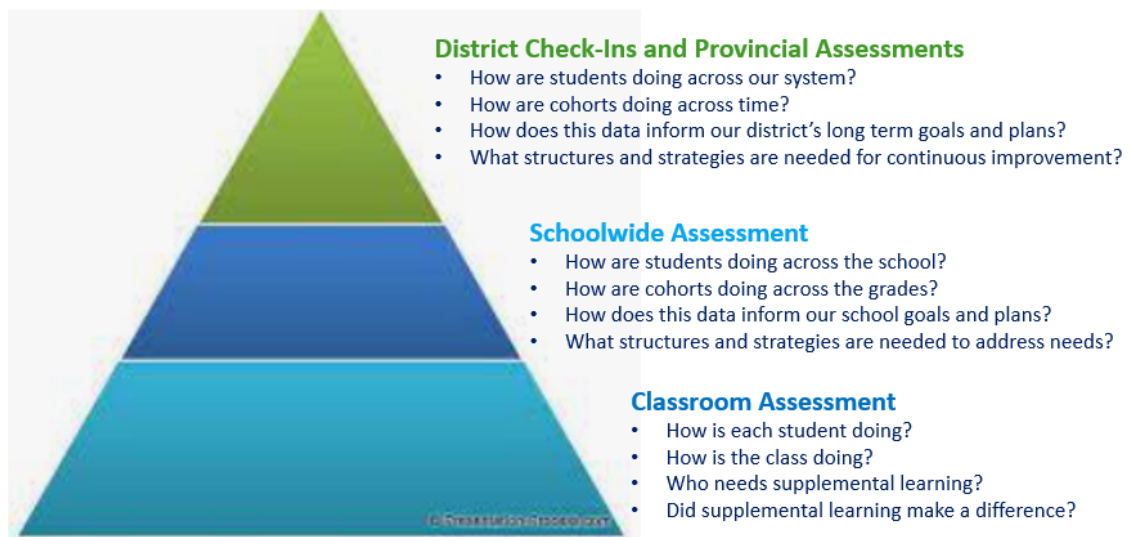 District Check-Ins and Provincial Assessments
• How are students doing across our system?
• How are cohorts doing across time?
• How does this data inform our district's long term goals and plans?
• What structures and strategies are needed for continuous improvement?
Schoolwide Assessment
• How are students doing across the school?
• How are cohorts doing across the grades?
• How does this data inform our school goals and plans?
• What structures and strategies are needed to address needs?
Classroom Assessment
• How is each student doing?
• How is the class doing?
• Who needs supplemental learning?
• Did supplemental learning make a difference?